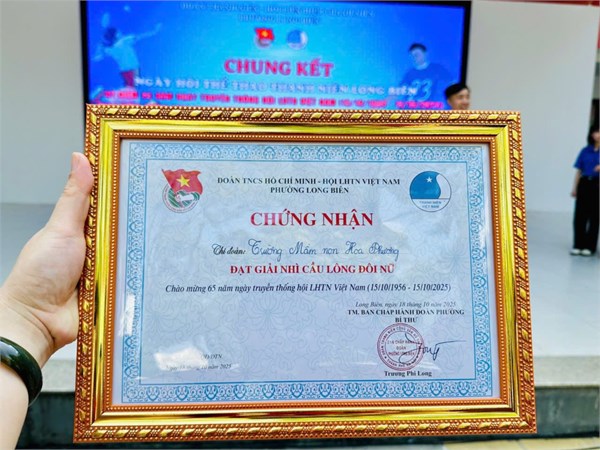 CHUNG KẾT
NGÀY HỘI THỂ THAO THANH NIÊN LONG BIÊN
ĐOÀN TNCS HỒ CHÍ MINH - HỘI LHTN VIỆT NAM
PHƯỜNG LONG BIÊN
CHỨNG NHẬN
Chi đoàn: Trường Mầm non Hoa Phượng
ĐẠT GIẢI NHÌ CẦU LÔNG ĐÔI NỮ
Chào mừng 65 năm ngày truyền thống hội LHTN Việt Nam (15/10/1956 - 15/10/2025)
Long Biên, ngày 10 tháng 10 năm 2025
TM. BAN CHẤP HÀNH ĐOÀN PHƯỜNG
BÍ THƯ
Trương Phi Long